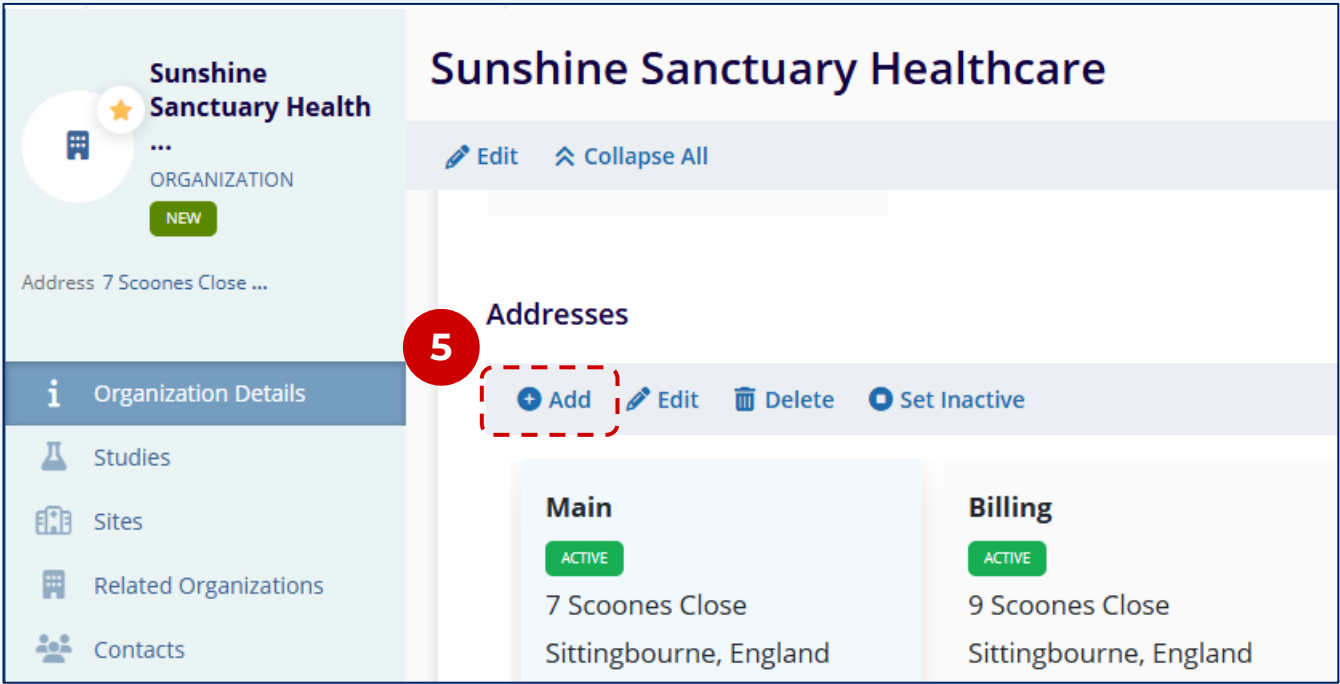 Sunshine
Sanctuary Health
...
ORGANIZATION
NEW
Address 7 Scoones Close ...
Organization Details
Studies
Sites
Related Organizations
Contacts
Sunshine Sanctuary Healthcare
Edit Collapse All
Addresses
5
Add Edit Delete Set Inactive
Main
ACTIVE
7 Scoones Close
Sittingbourne, England
Billing
ACTIVE
9 Scoones Close
Sittingbourne, England